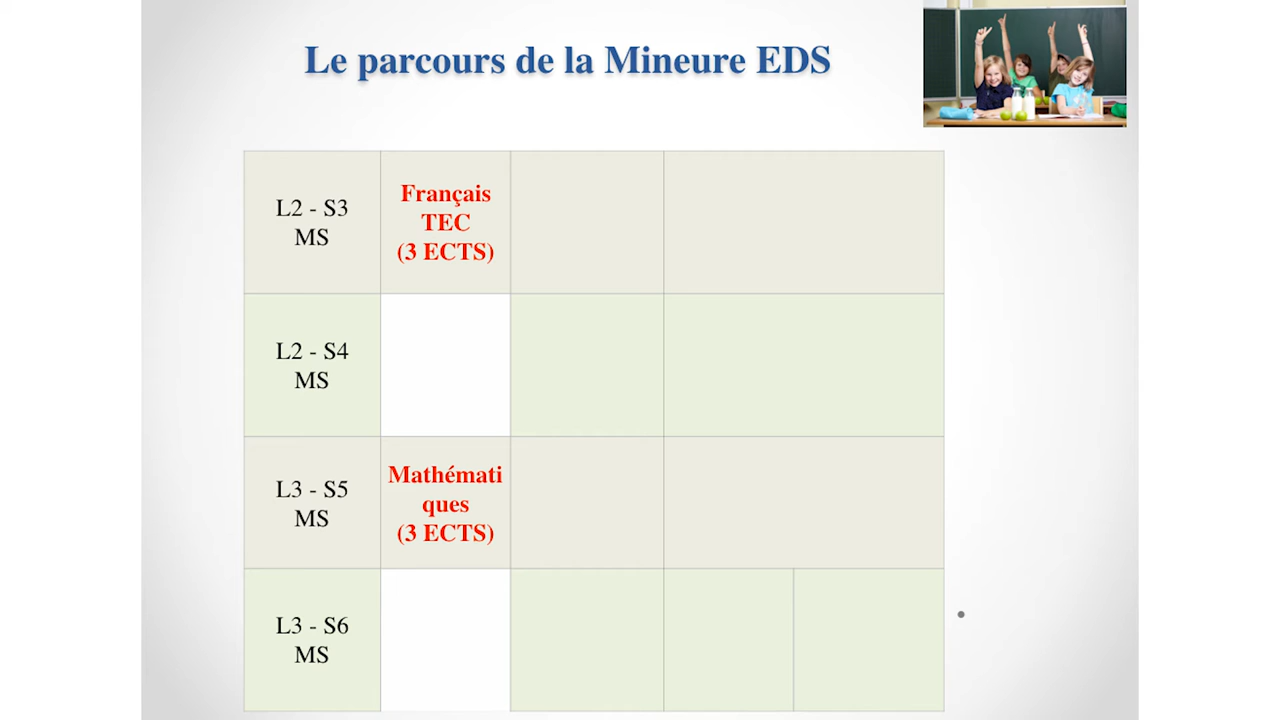 Le parcours de la Mineure EDS
L2 - S3
MS
Français
TEC
(3 ECTS)
L2 - S4
MS
L3 - S5
MS
Mathémati
ques
(3 ECTS)
L3 - S6
MS